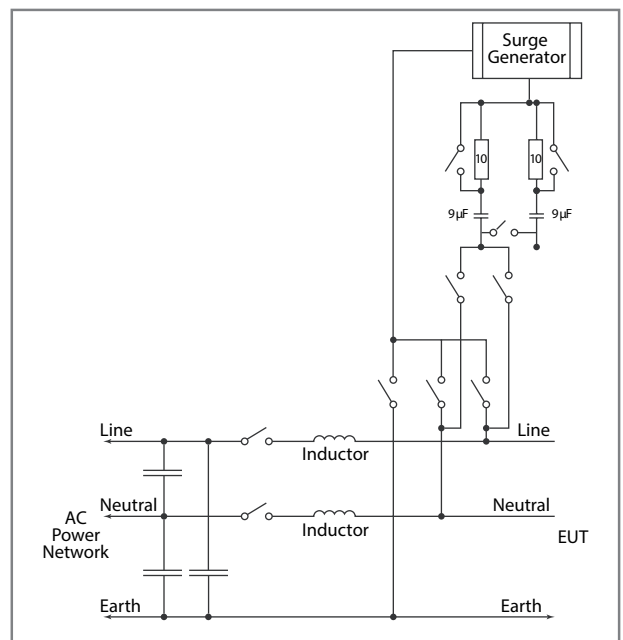 Surge
Generator
10
10
9µF
9µF
Line
Line
Inductor
Neutral
Neutral
AC
Power
Network
Inductor
EUT
Earth
Earth